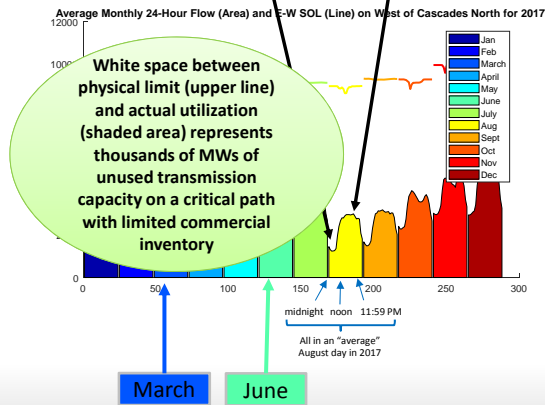 Average Monthly 24-Hour Flow (Area) and E-W SOL (Line) on West of Cascades North for 2017
12000
White space between
physical limit (upper line)
and actual utilization
(shaded area) represents
thousands of MWs of
unused transmission
capacity on a critical path
with limited commercial
inventory
Jan
Feb
March
April
May
June
July
Aug
Sept
Oct
Nov
Dec
0
0
50
100
150
200
250
300
midnight noon 11:59 PM
All in an "average"
August day in 2017
March
June